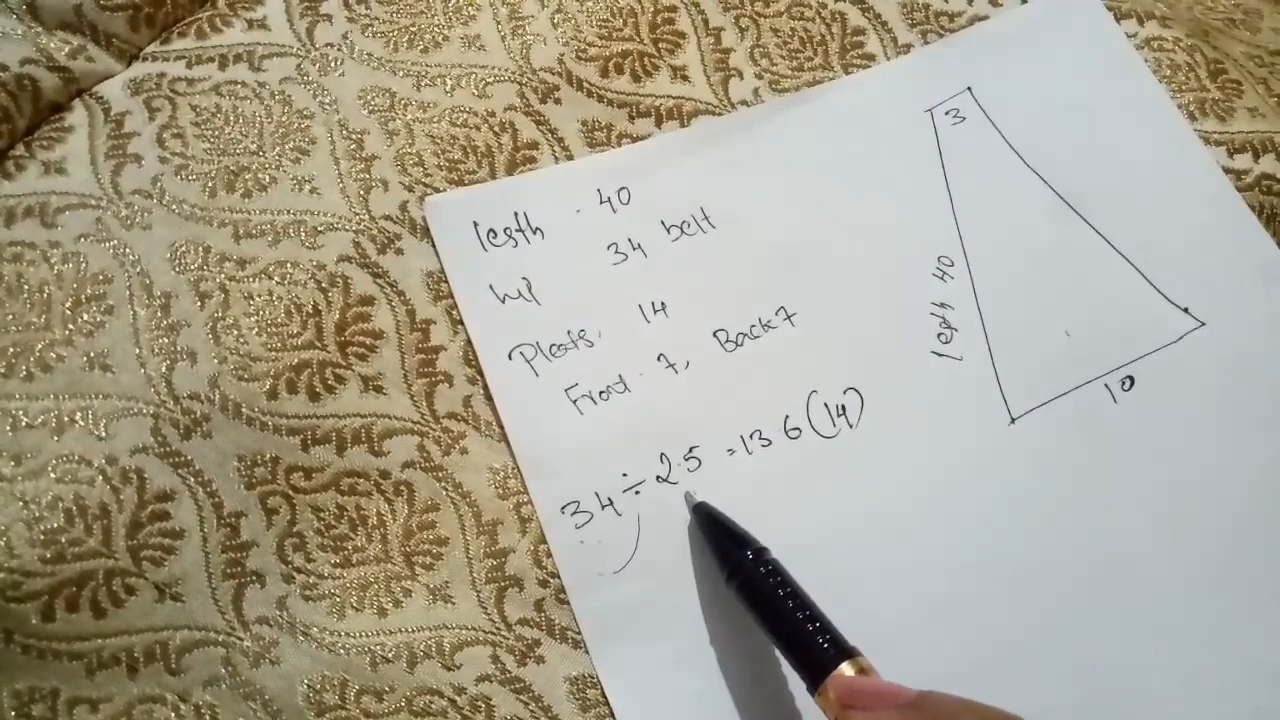 lesth . 40
hip 34 belt
Pleats. 14
Front. 7, Back 7
34 ÷ 2.5 = 13 6 (14)
3
lesth 40
10